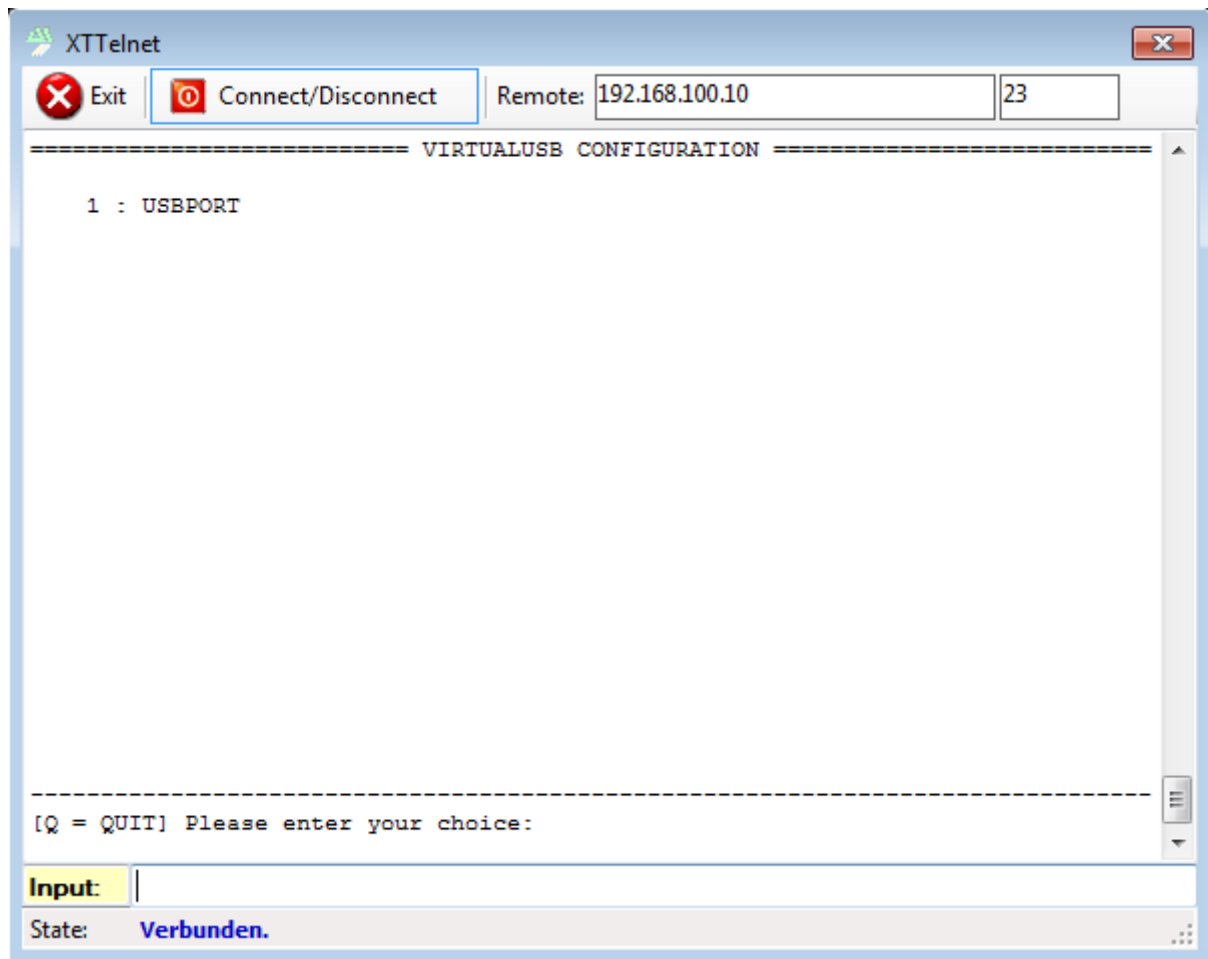 XTTelnet
Exit Connect/Disconnect Remote: 192.168.100.10 23
=========================== VIRTUALUSB CONFIGURATION ===========================
1 : USBPORT
--------------------------------------------------------------------------------
[Q = QUIT] Please enter your choice:
Input:
State: Verbunden.